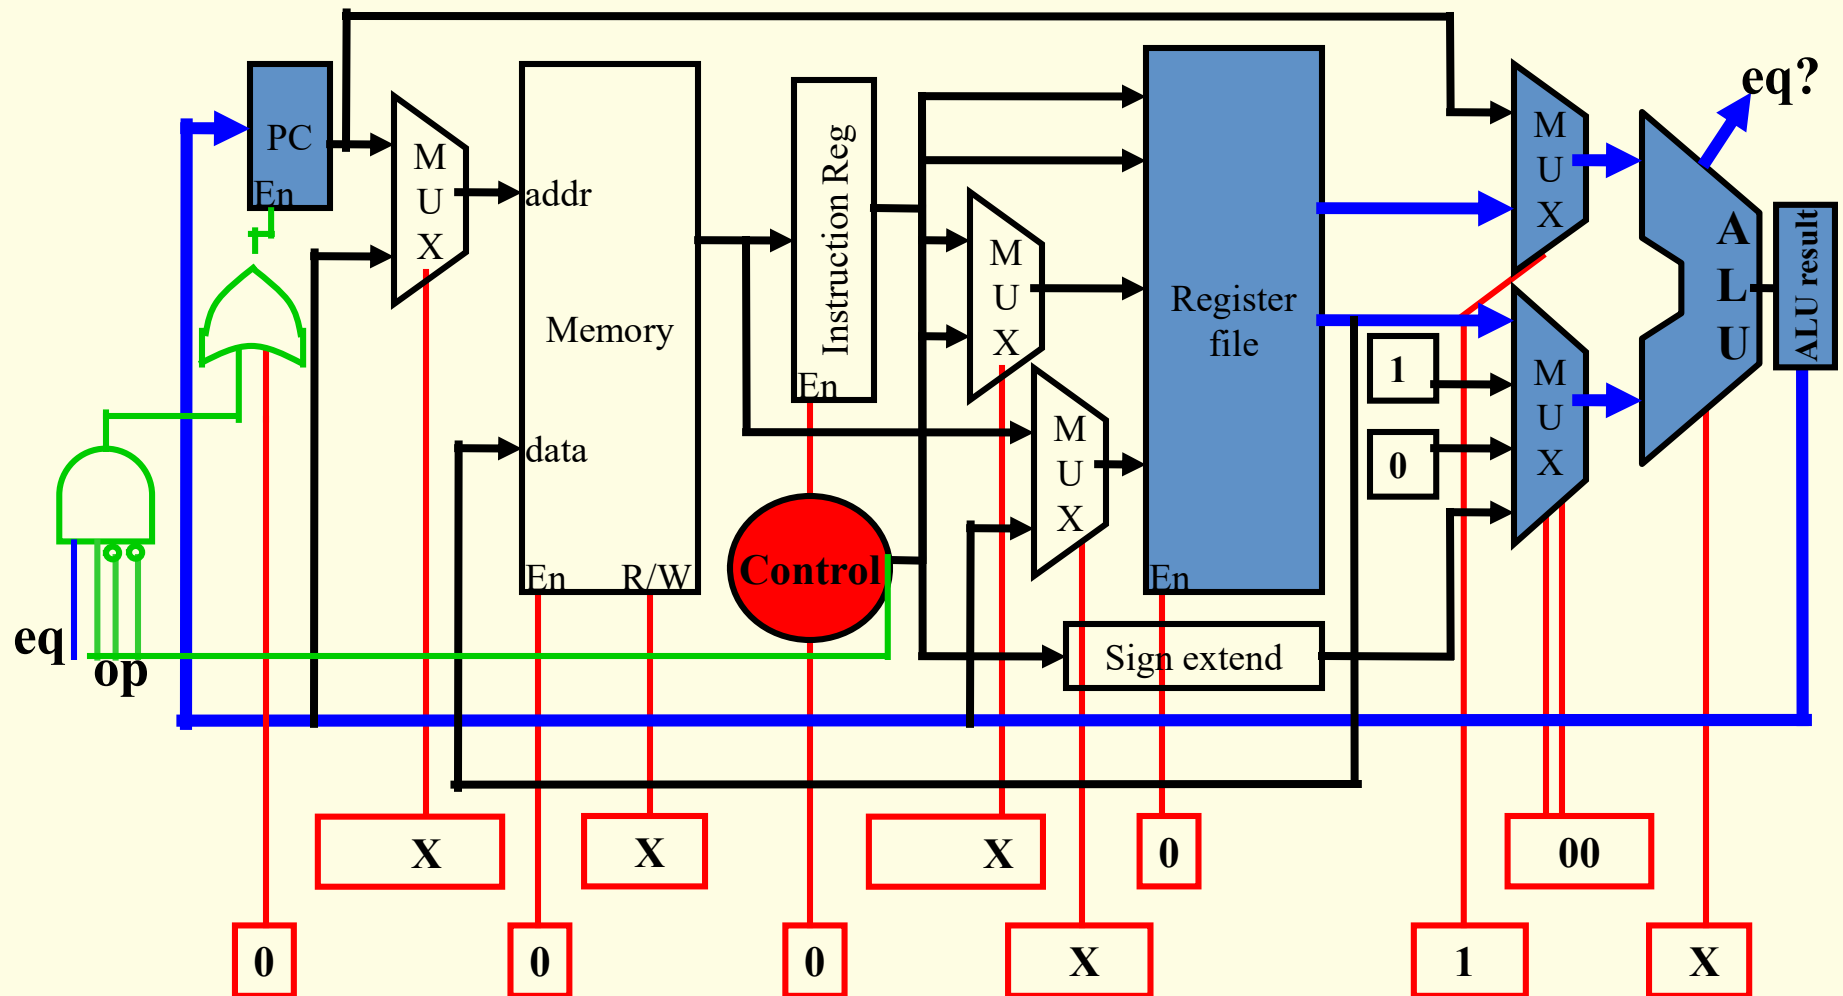 PC
En
M
U
X
addr
Memory
data
En R/W
Instruction Reg
En
Control
M
U
X
M
U
X
Register
file
En
Sign extend
M
U
X
1
0
M
U
X
eq?
A
L
U
ALU result
eq
op
X
X
X
0
00
0
0
0
X
1
X